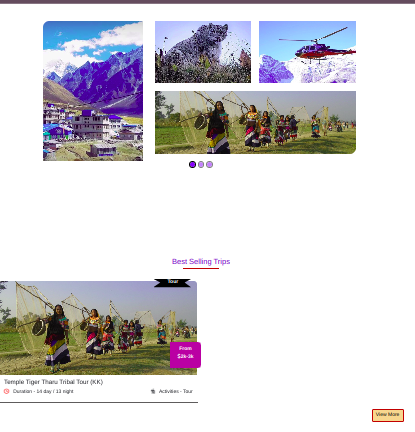 Best Selling Trips
Tour
From
$2k-3k
Temple Tiger Tharu Tribal Tour (KK)
Duration - 14 day / 13 night
Activities - Tour
View More